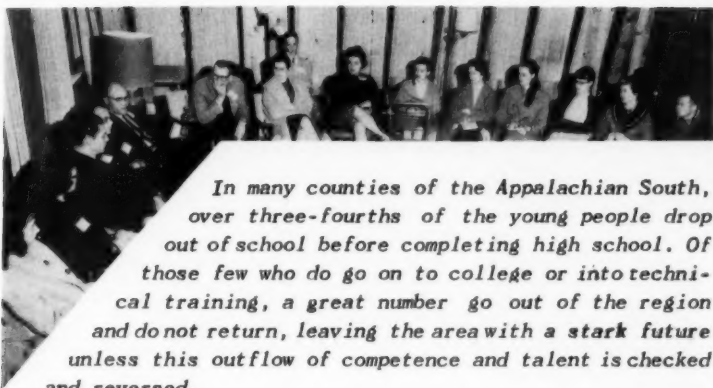 In many counties of the Appalachian South,
over three-fourths of the young people drop
out of school before completing high school. Of
those few who do go on to college or into techni-
cal training, a great number go out of the region
and do not return, leaving the area with a stark future
unless this outflow of competence and talent is checked
and reversed